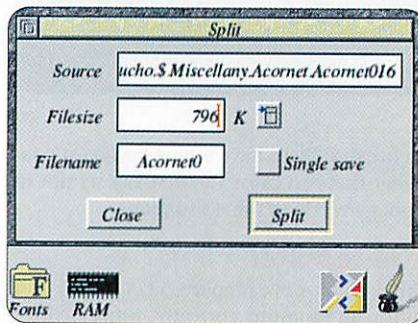 Split
Source ucho.$ Miscellany.Acornet Acornet016
Filesize 796 K
Filename Acornet0 Single save
Close Split
F
Fonts RAM